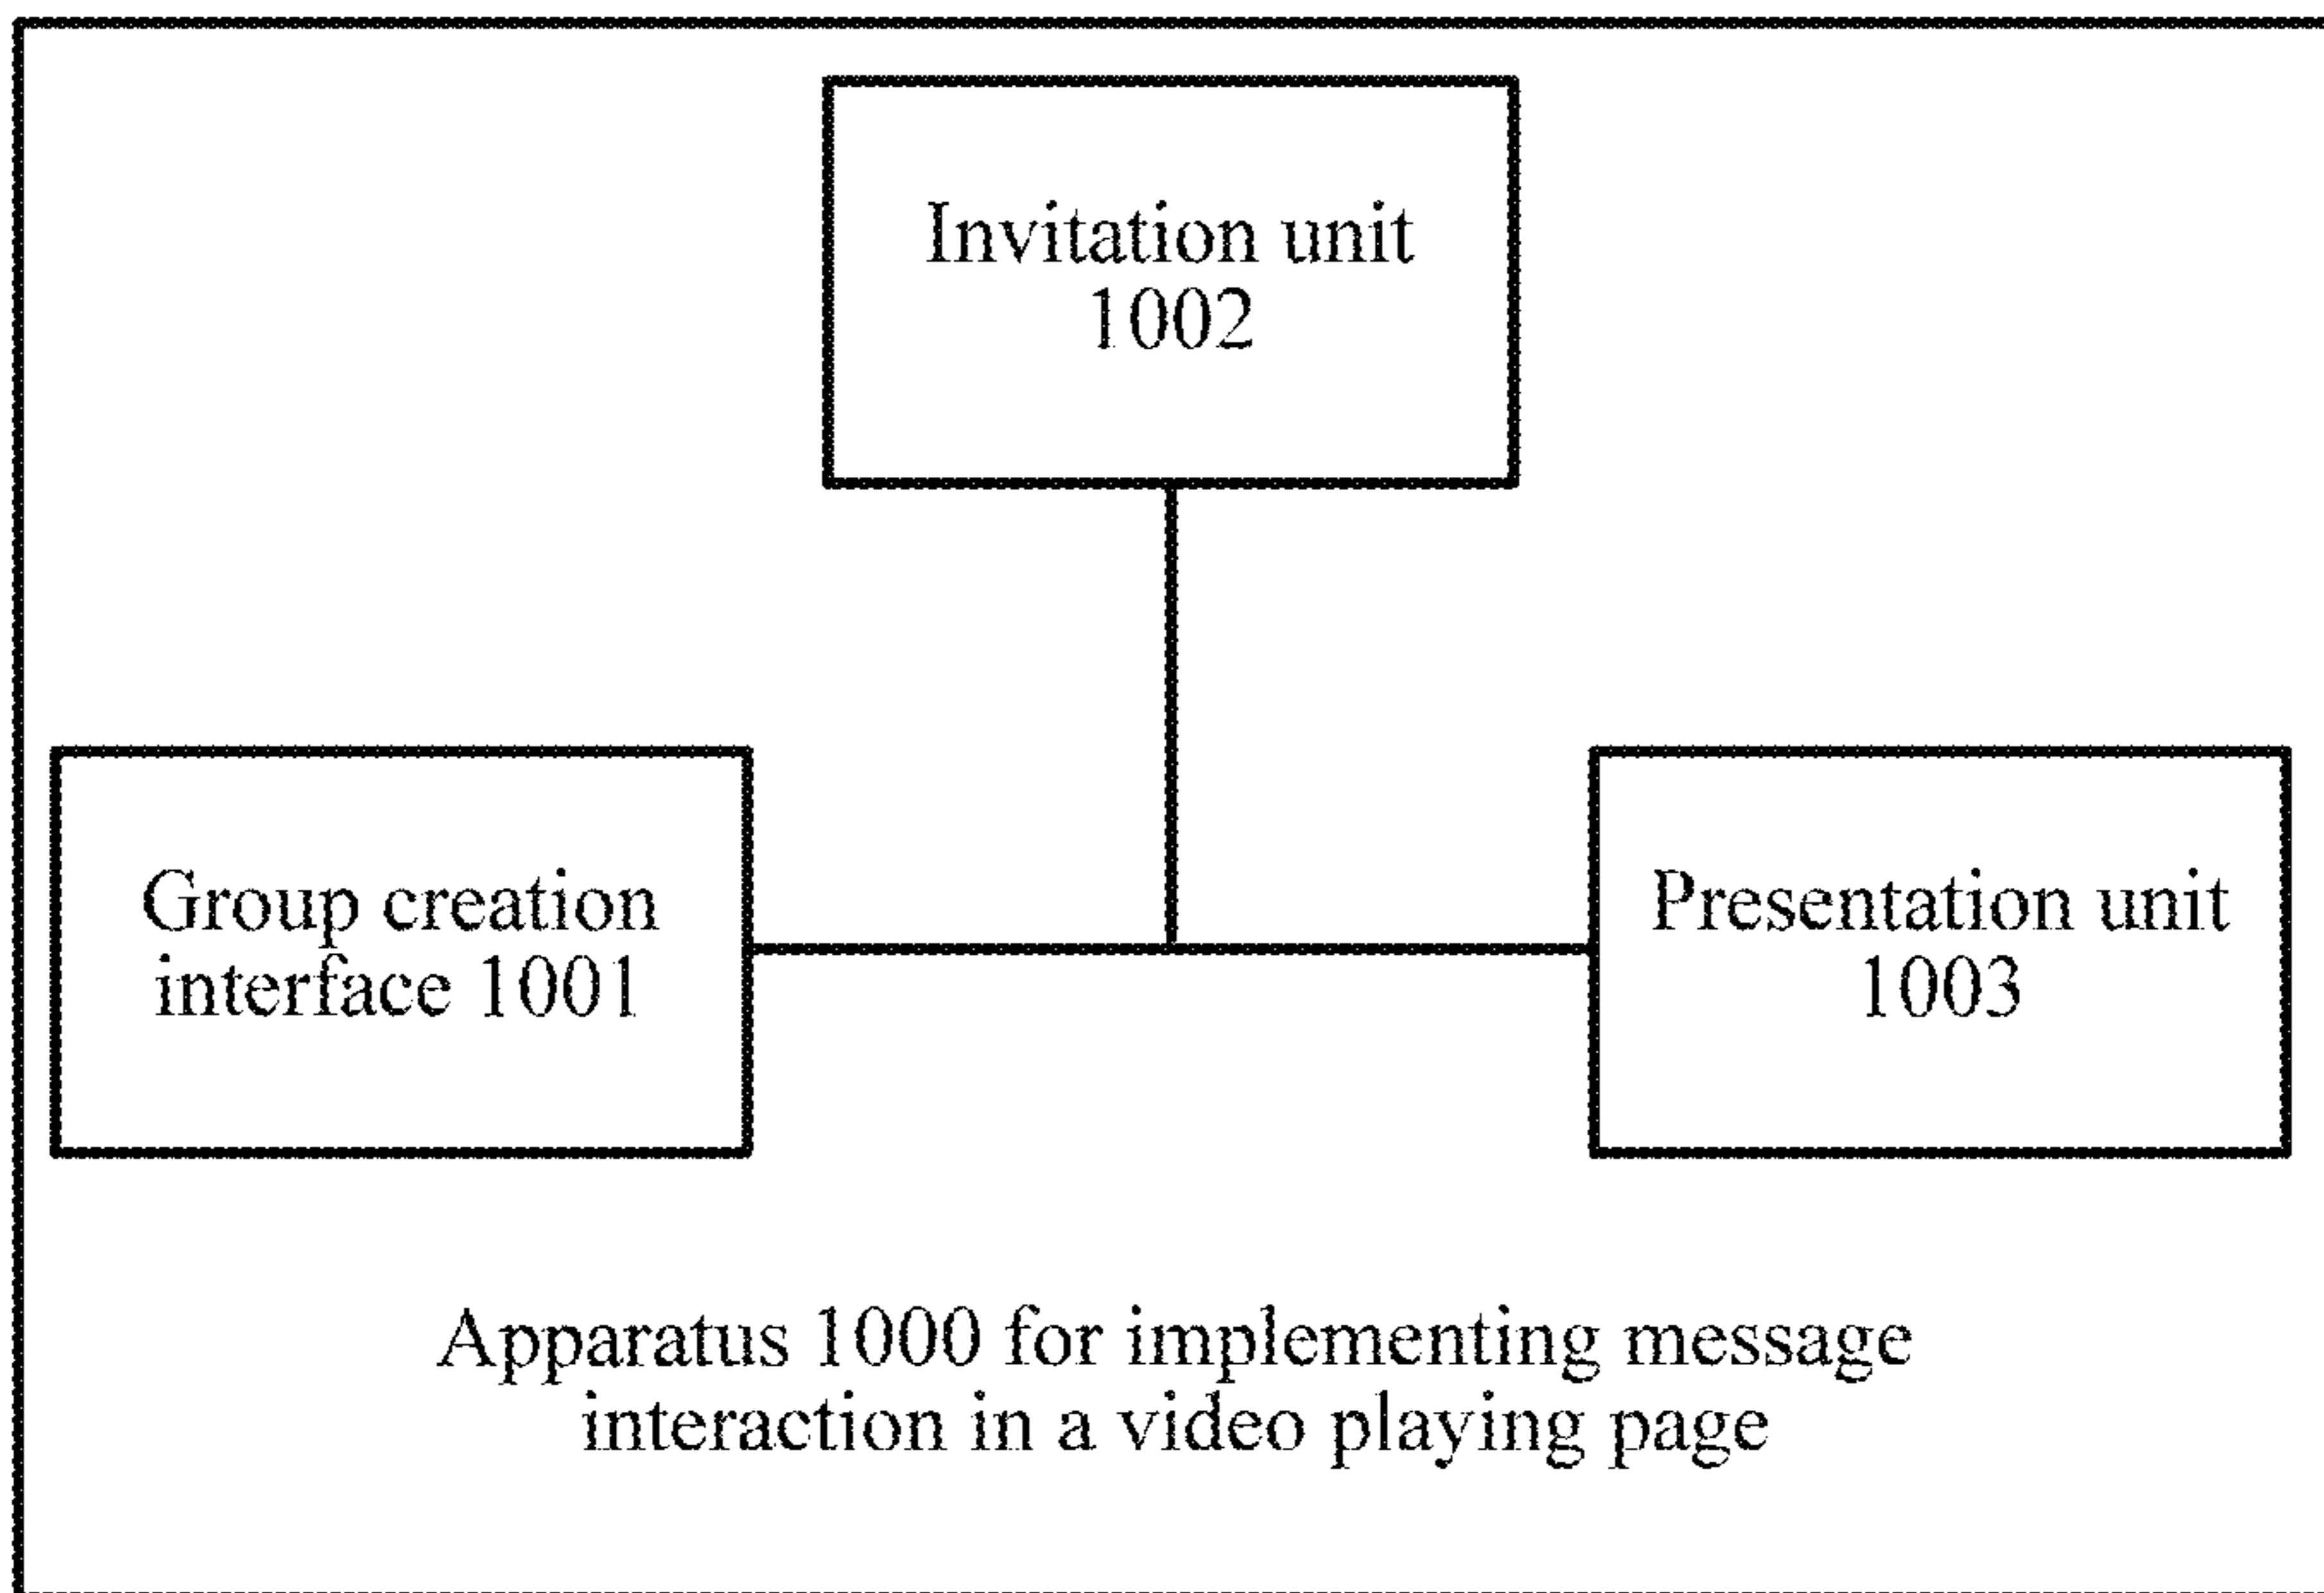 Invitation unit
1002
Group creation
interface 1001
Presentation unit
1003
Apparatus 1000 for implementing message
interaction in a video playing page